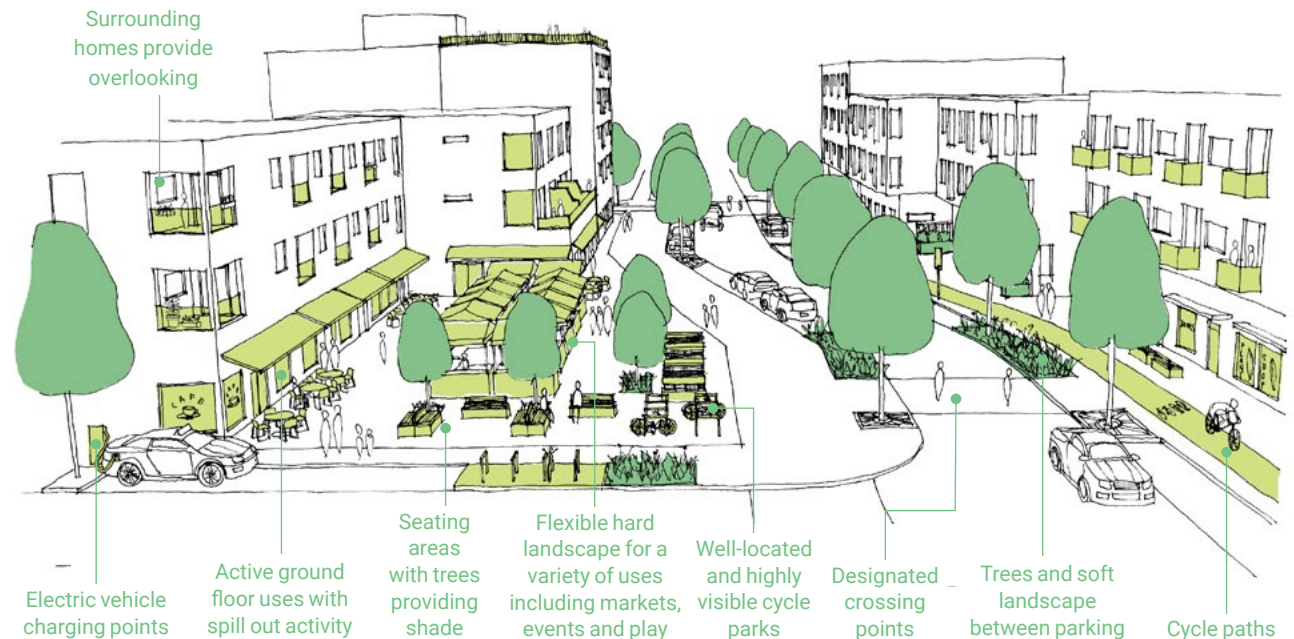 Surrounding
homes provide
overlooking
CAFE
Electric vehicle
charging points
Active ground
floor uses with
spill out activity
Seating
areas
with trees
providing
shade
Flexible hard
landscape for a
variety of uses
including markets,
events and play
Well-located
and highly
visible cycle
parks
Designated
crossing
points
Trees and soft
landscape
between parking
Cycle paths